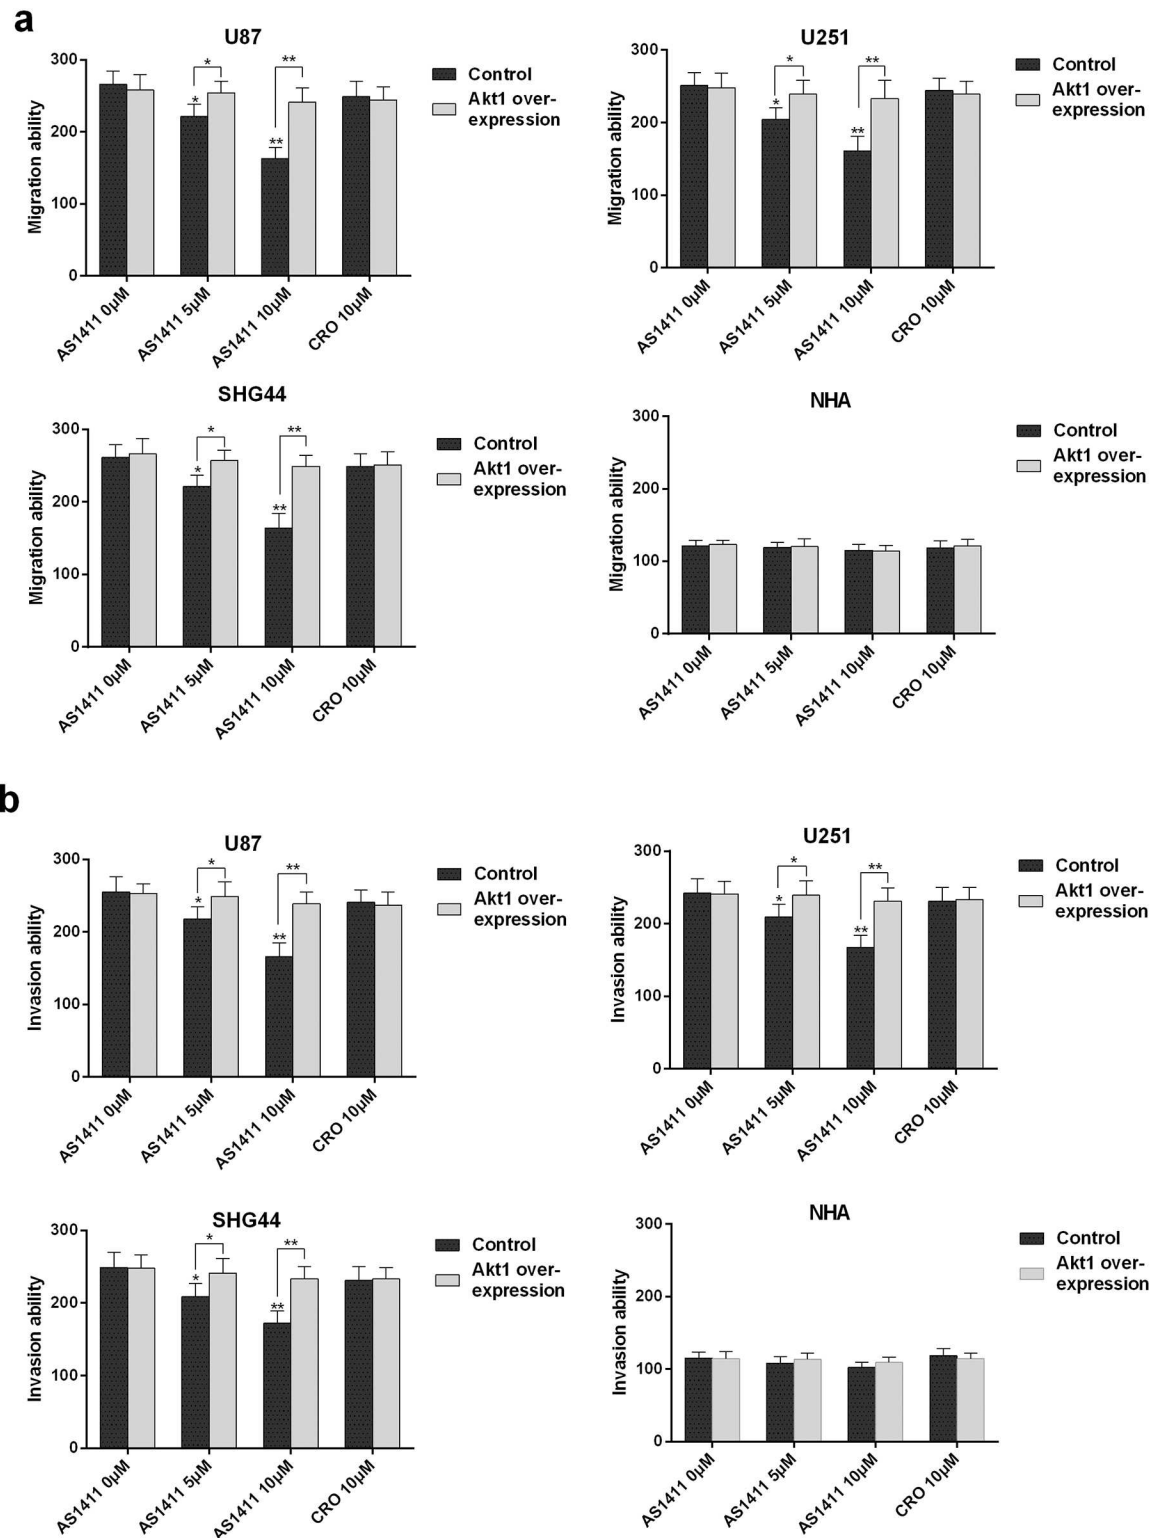 a
U87
300
200
100
0
Migration ability
*
*
**
**
AS1411 0µM
AS1411 5µM
AS1411 10µM
CRO 10µM
Control
Akt1 over-
expression
U251
300
200
100
0
Migration ability
*
*
**
**
AS1411 0µM
AS1411 5µM
AS1411 10µM
CRO 10µM
Control
Akt1 over-
expression
SHG44
300
200
100
0
Migration ability
*
*
**
**
AS1411 0µM
AS1411 5µM
AS1411 10µM
CRO 10µM
Control
Akt1 over-
expression
NHA
300
200
100
0
Migration ability
AS1411 0µM
AS1411 5µM
AS1411 10µM
CRO 10µM
Control
Akt1 over-
expression
b
U87
300
200
100
0
Invasion ability
*
*
**
**
AS1411 0µM
AS1411 5µM
AS1411 10µM
CRO 10µM
Control
Akt1 over-
expression
U251
300
200
100
0
Invasion ability
*
*
**
**
AS1411 0µM
AS1411 5µM
AS1411 10µM
CRO 10µM
Control
Akt1 over-
expression
SHG44
300
200
100
0
Invasion ability
*
*
**
**
AS1411 0µM
AS1411 5µM
AS1411 10µM
CRO 10µM
Control
Akt1 over-
expression
NHA
300
200
100
0
Invasion ability
AS1411 0µM
AS1411 5µM
AS1411 10µM
CRO 10µM
Control
Akt1 over-
expression